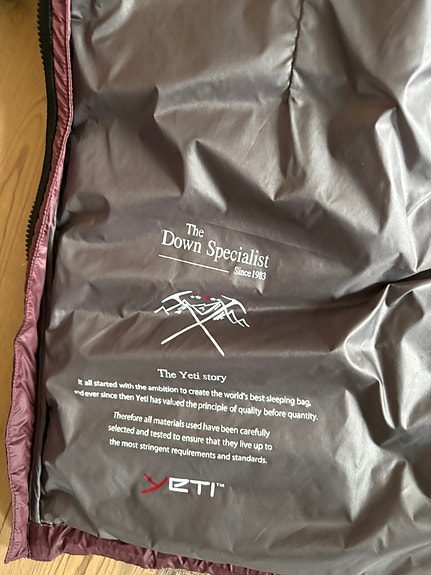 The
Down Specialist
Since 1983
The Yeti story
It all started with the ambition to create the world's best sleeping bag,
and ever since then Yeti has valued the principle of quality before quantity.
Therefore all materials used have been carefully
selected and tested to ensure that they live up to
the most stringent requirements and standards.
YETI™